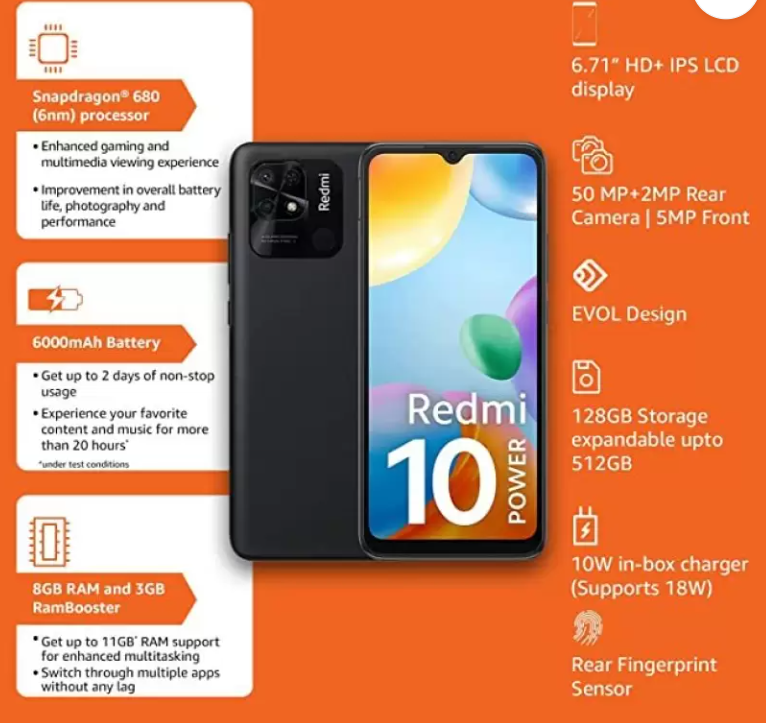 Snapdragon® 680
(6nm) processor
• Enhanced gaming and
multimedia viewing experience
• Improvement in overall battery
life, photography and
performance
6000mAh Battery
• Get up to 2 days of non-stop
usage
• Experience your favorite
content and music for more
than 20 hours*
*under test conditions
8GB RAM and 3GB
RamBooster
• Get up to 11GB* RAM support
for enhanced multitasking
• Switch through multiple apps
without any lag
Redmi
Redmi
10
POWER
6.71" HD+ IPS LCD
display
50 MP+2MP Rear
Camera | 5MP Front
EVOL Design
128GB Storage
expandable upto
512GB
10W in-box charger
(Supports 18W)
Rear Fingerprint
Sensor